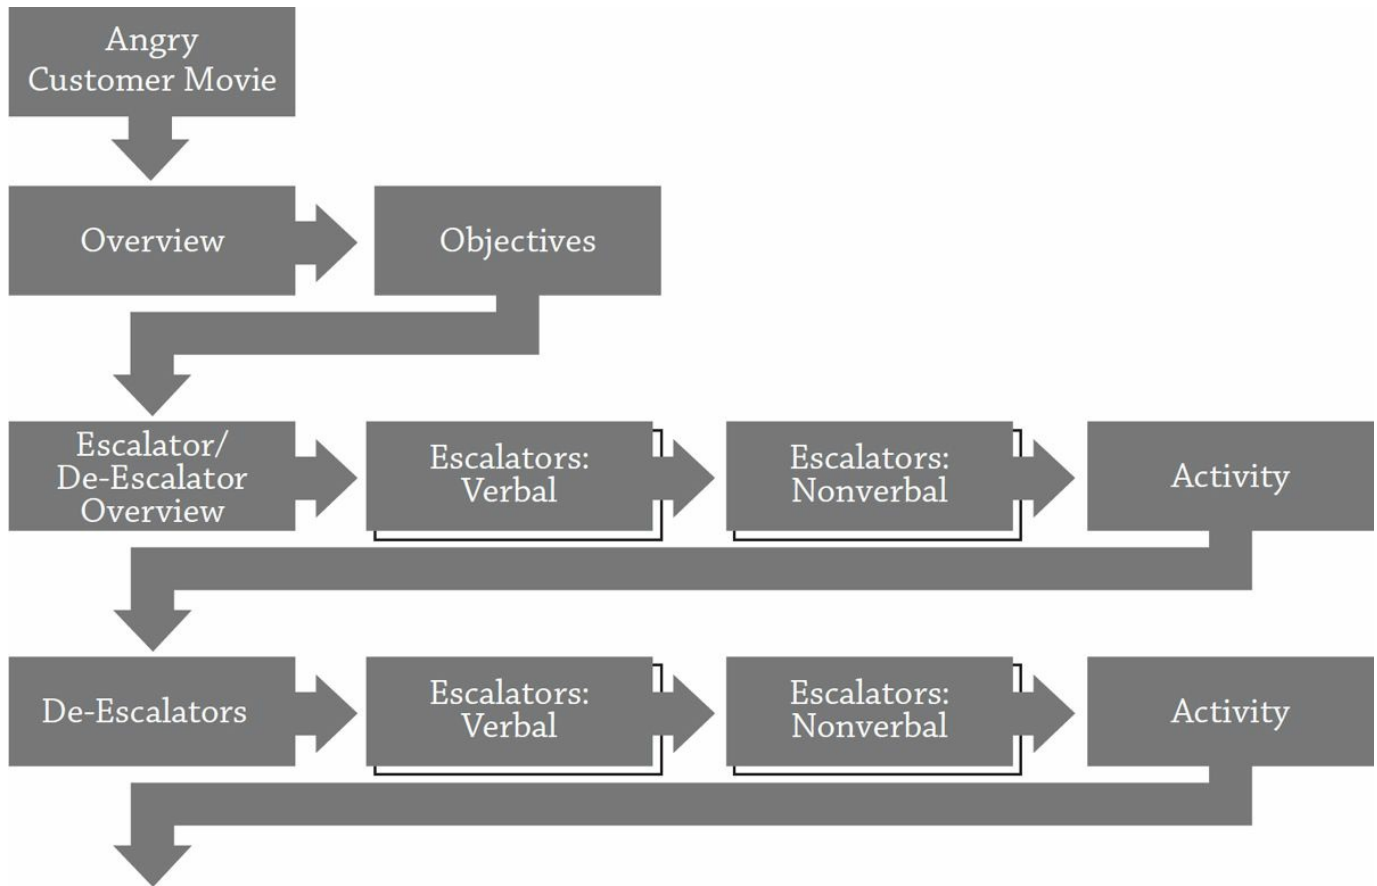 Angry
Customer Movie
Overview
Objectives
Escalator/
De-Escalator
Overview
Escalators:
Verbal
Escalators:
Nonverbal
Activity
De-Escalators
Escalators:
Verbal
Escalators:
Nonverbal
Activity